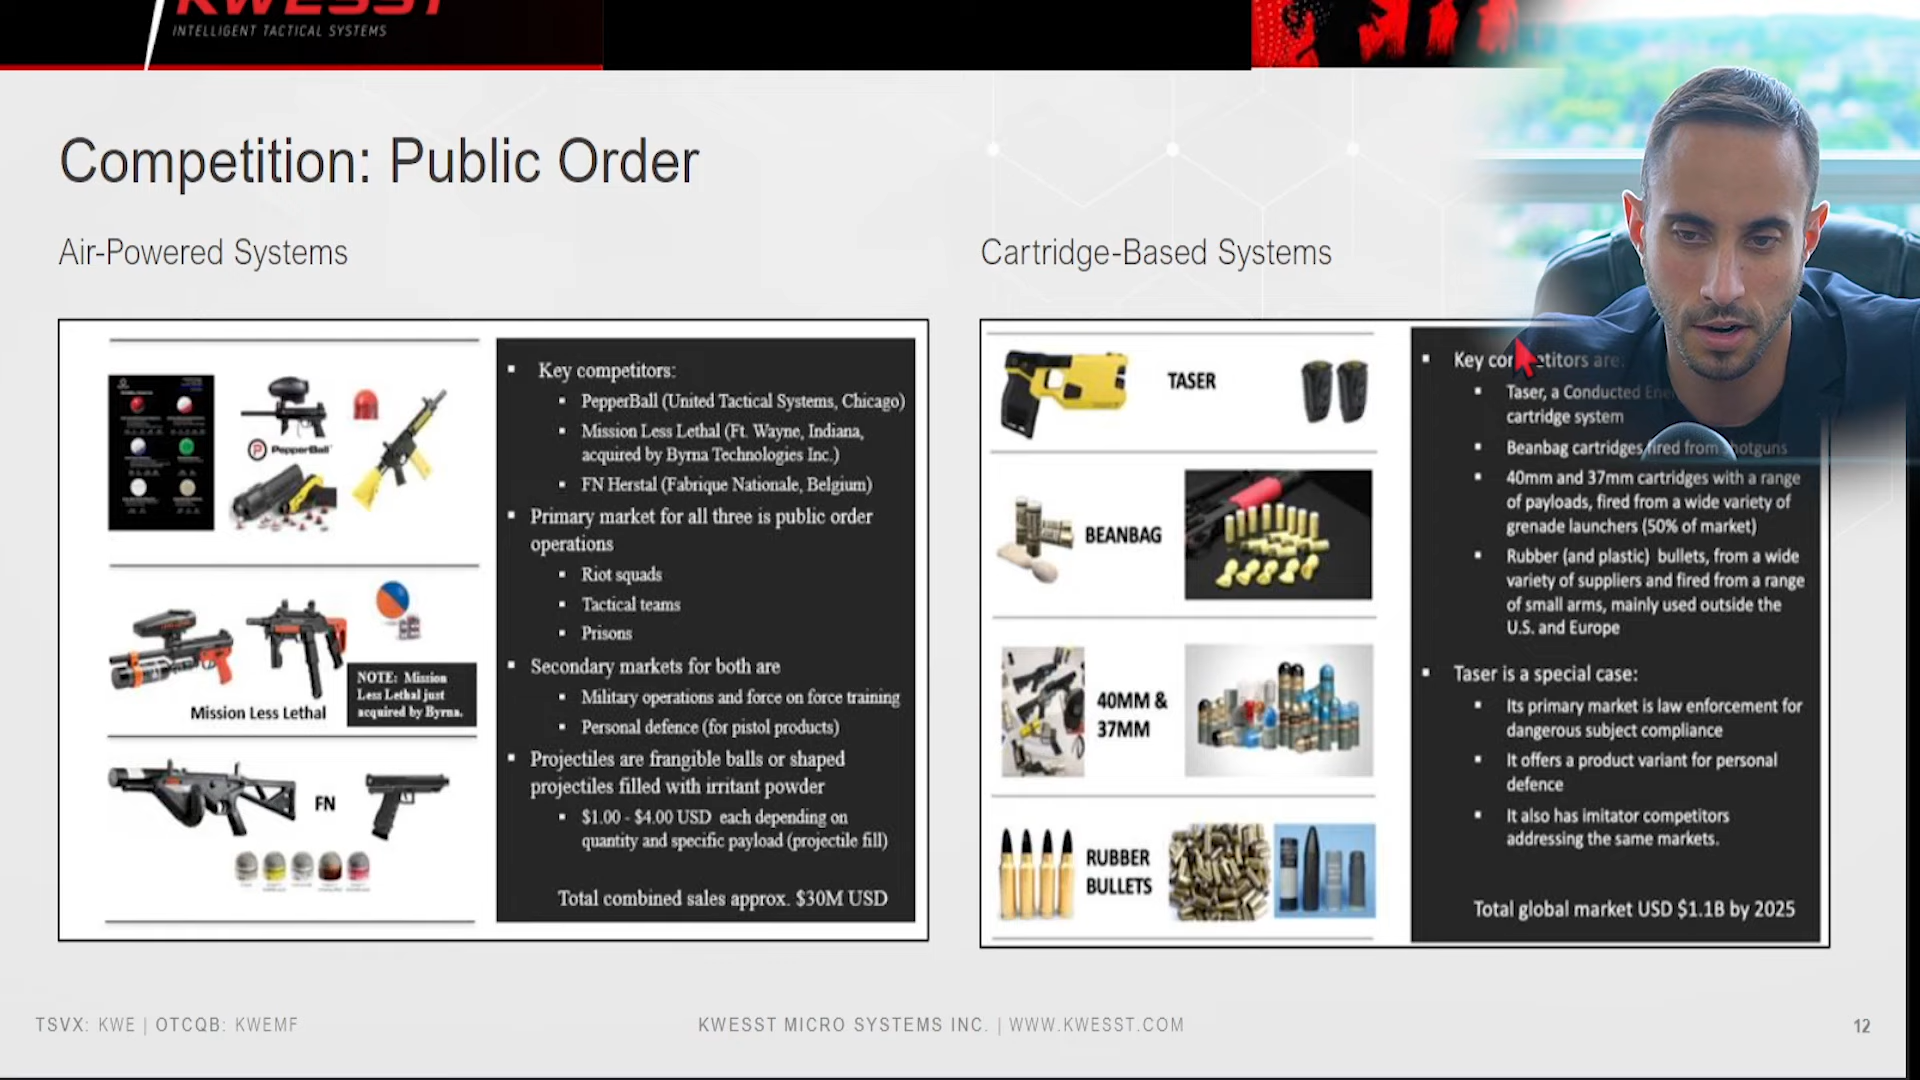 KWESST
INTELLIGENT TACTICAL SYSTEMS
Competition: Public Order
Air-Powered Systems
PepperBall
Mission Less Lethal
NOTE: Mission
Less Lethal just
acquired by Byrna.
FN
Key competitors:
PepperBall (United Tactical Systems, Chicago)
Mission Less Lethal (Ft. Wayne, Indiana,
acquired by Byrna Technologies Inc.)
FN Herstal (Fabrique Nationale, Belgium)
Primary market for all three is public order
operations
Riot squads
Tactical teams
Prisons
Secondary markets for both are
Military operations and force on force training
Personal defence (for pistol products)
Projectiles are frangible balls or shaped
projectiles filled with irritant powder
$1.00 - $4.00 USD each depending on
quantity and specific payload (projectile fill)
Total combined sales approx. $30M USD
Cartridge-Based Systems
TASER
BEANBAG
40MM &
37MM
RUBBER
BULLETS
Key competitors are:
Taser, a Conducted
cartridge system
Beanbag cartridges fired from shotguns
40mm and 37mm cartridges with a range
of payloads, fired from a wide variety of
grenade launchers (50% of market)
Rubber (and plastic) bullets, from a wide
variety of suppliers and fired from a range
of small arms, mainly used outside the
U.S. and Europe
Taser is a special case:
Its primary market is law enforcement for
dangerous subject compliance
It offers a product variant for personal
defence
It also has imitator competitors
addressing the same markets.
Total global market USD $1.1B by 2025
TSVX: KWE | OTCQB: KWEMF
KWESST MICRO SYSTEMS INC. | WWW.KWESST.COM
12